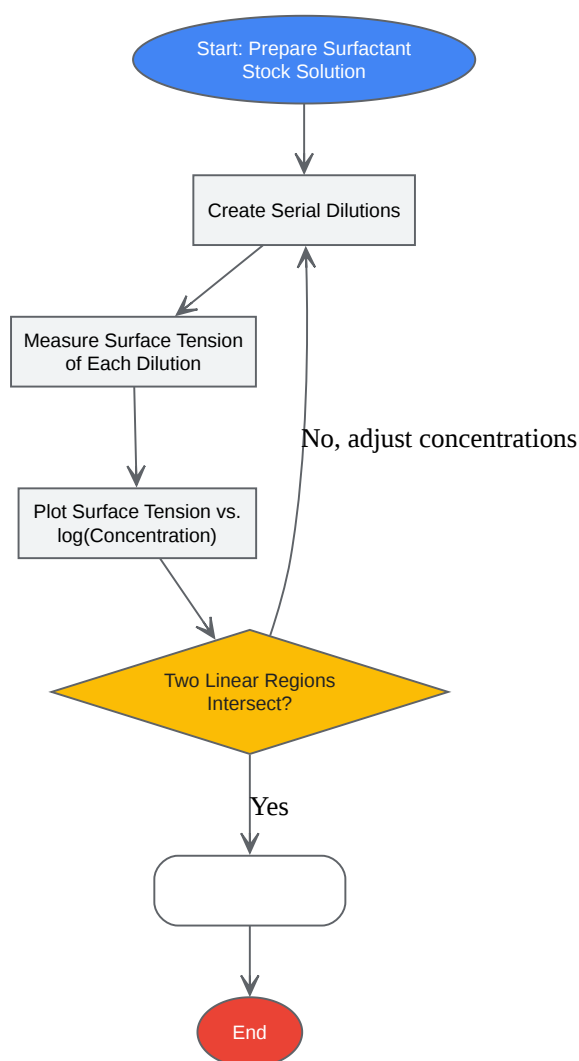 Start: Prepare Surfactant
Stock Solution
Create Serial Dilutions
Measure Surface Tension
of Each Dilution
No, adjust concentrations
Plot Surface Tension vs.
log(Concentration)
Two Linear Regions
Intersect?
Yes
End